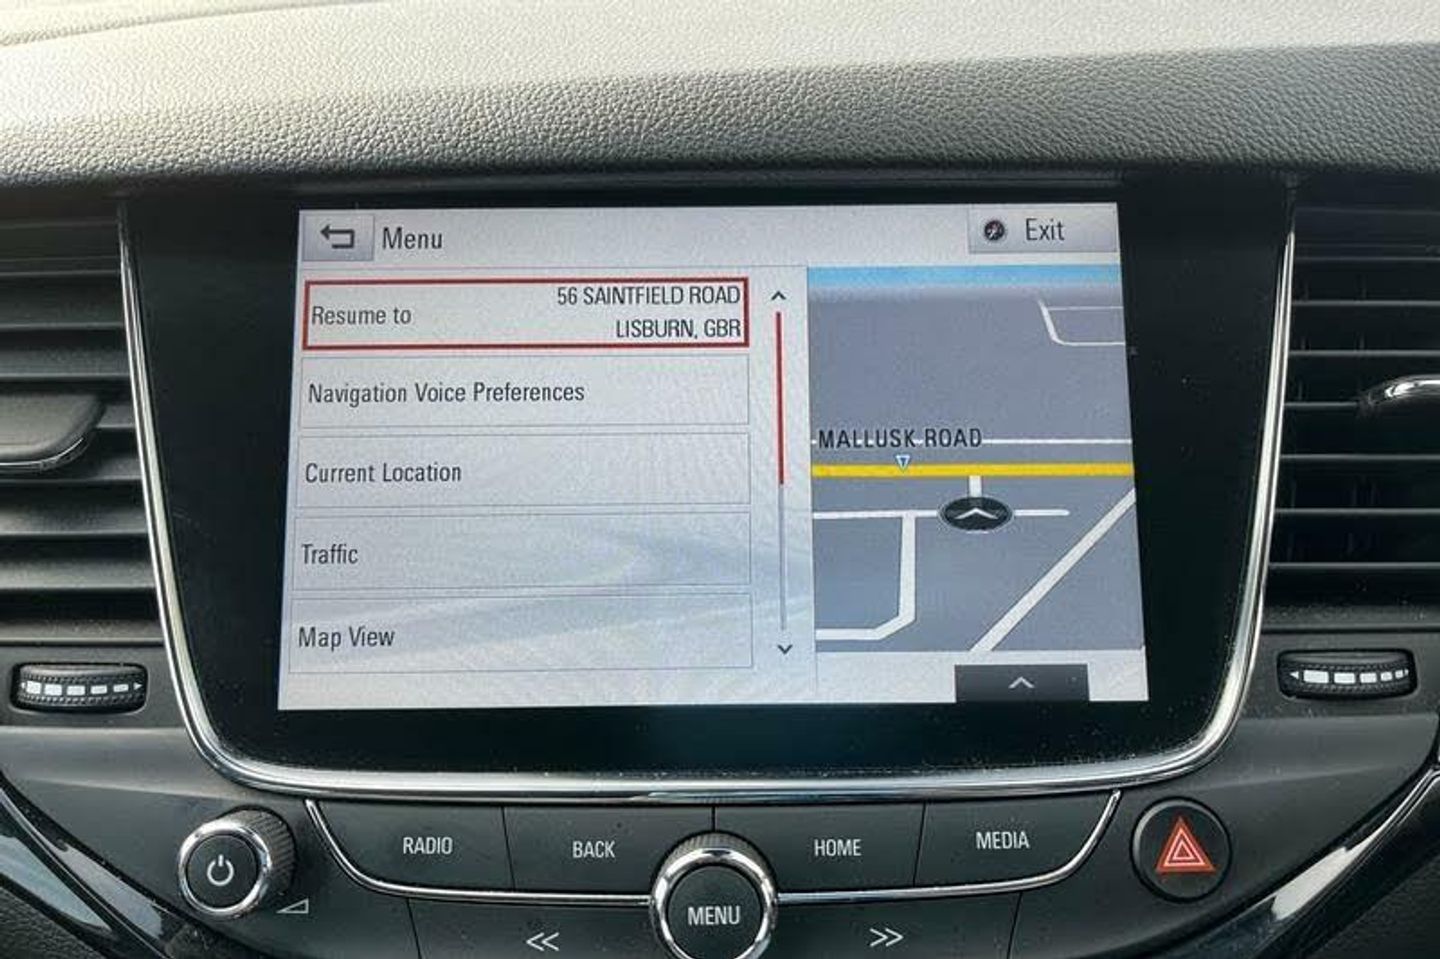 Menu
Exit
Resume to
56 SAINTFIELD ROAD
LISBURN, GBR
Navigation Voice Preferences
Current Location
Traffic
Map View
MALLUSK ROAD
RADIO
BACK
HOME
MEDIA
MENU